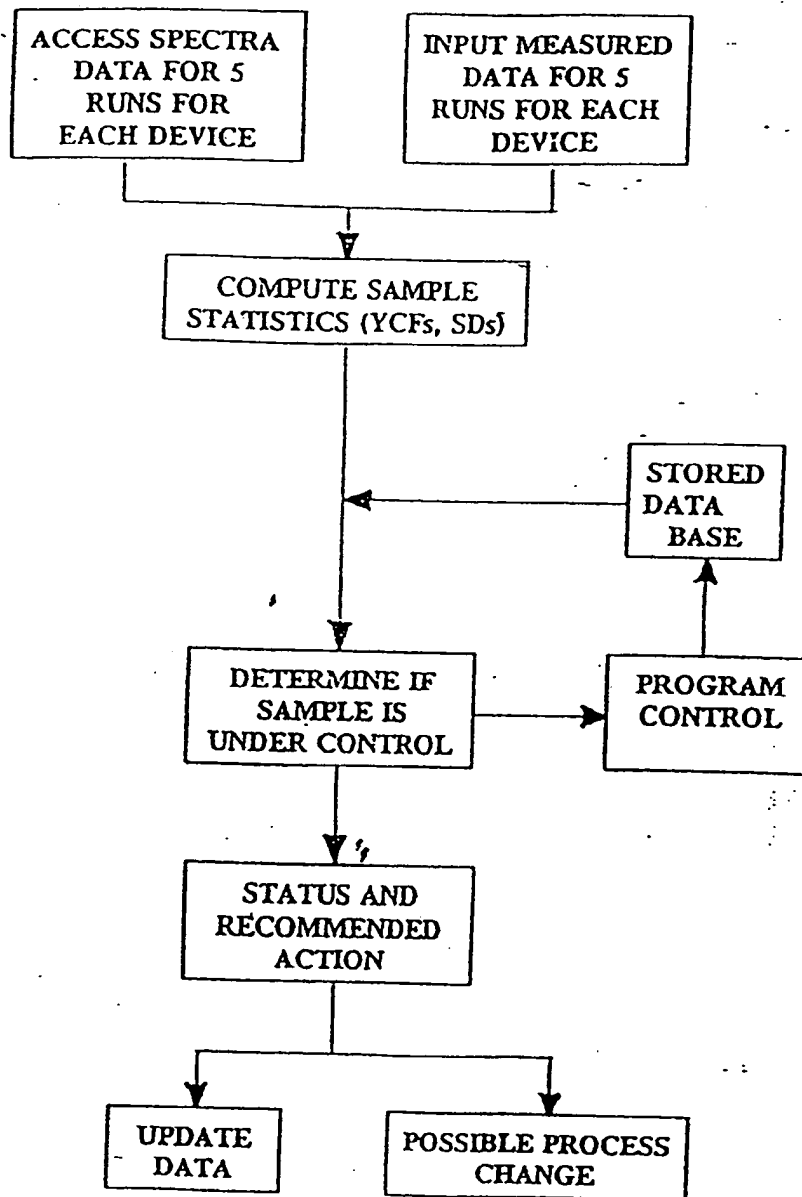 ACCESS SPECTRA
DATA FOR 5
RUNS FOR
EACH DEVICE
INPUT MEASURED
DATA FOR 5
RUNS FOR EACH
DEVICE
COMPUTE SAMPLE
STATISTICS (YCFs, SDs)
STORED
DATA
BASE
DETERMINE IF
SAMPLE IS
UNDER CONTROL
PROGRAM
CONTROL
STATUS AND
RECOMMENDED
ACTION
UPDATE
DATA
POSSIBLE PROCESS
CHANGE